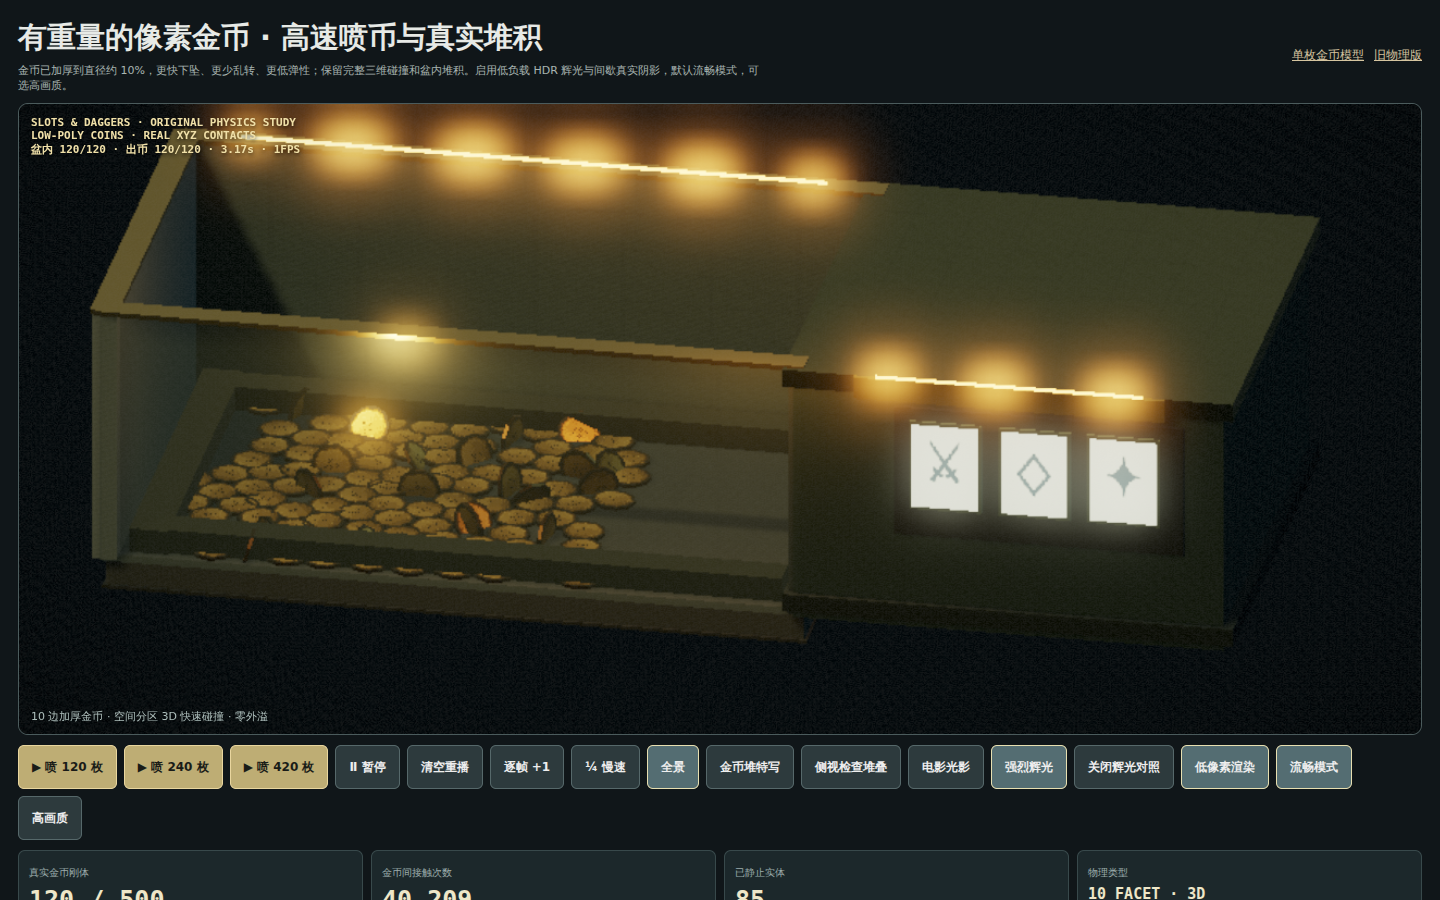 有重量的像素金币 · 高速喷币与真实堆积
金币已加厚到直径约 10%，更快下坠、更少乱转、更低弹性；保留完整三维碰撞和盆内堆积。启用低负载 HDR 辉光与间歇真实阴影，默认流畅模式，可
选高画质。
单枚金币模型 旧物理版
SLOTS & DAGGERS · ORIGINAL PHYSICS STUDY
LOW-POLY COINS · REAL XYZ CONTACTS
盆内 120/120 · 出币 120/120 · 3.17s · 1FPS
10 边加厚金币 · 空间分区 3D 快速碰撞 · 零外溢
▶ 喷 120 枚 ▶ 喷 240 枚 ▶ 喷 420 枚 Ⅱ 暂停 清空重播 逐帧 +1 ¼ 慢速 全景 金币堆特写 侧视检查堆叠 电影光影 强烈辉光 关闭辉光对照 低像素渲染 流畅模式
高画质
真实金币刚体 金币间接触次数 已静止实体 物理类型
120 / 500 40,209 85 10 FACET · 3D